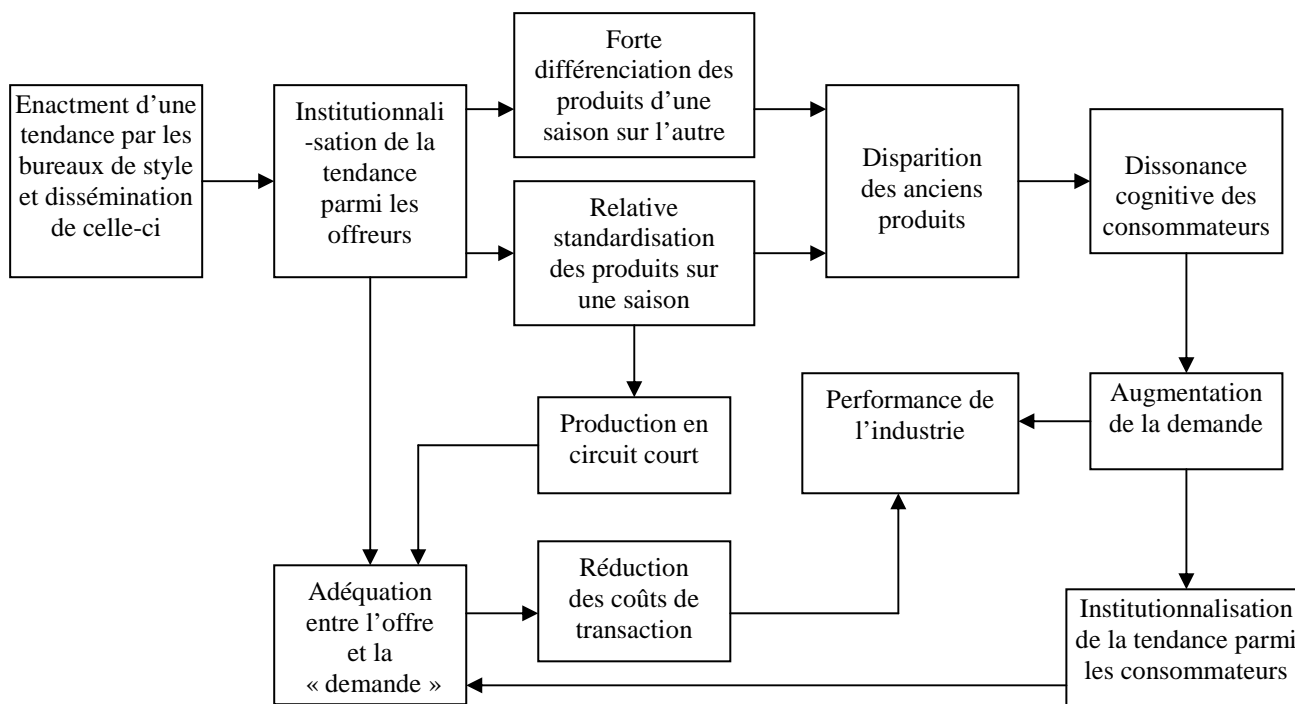 Enactment d’une
tendance par les
bureaux de style
et dissémination
de celle-ci
Institutionnali
-sation de la
tendance
parmi les
offreurs
Forte
différenciation des
produits d’une
saison sur l’autre
Relative
standardisation
des produits sur
une saison
Disparition
des anciens
produits
Dissonance
cognitive des
consommateurs
Production en
circuit court
Performance de
l’industrie
Augmentation
de la demande
Adéquation
entre l’offre
et la
« demande »
Réduction
des coûts de
transaction
Institutionnalisation
de la tendance parmi
les consommateurs